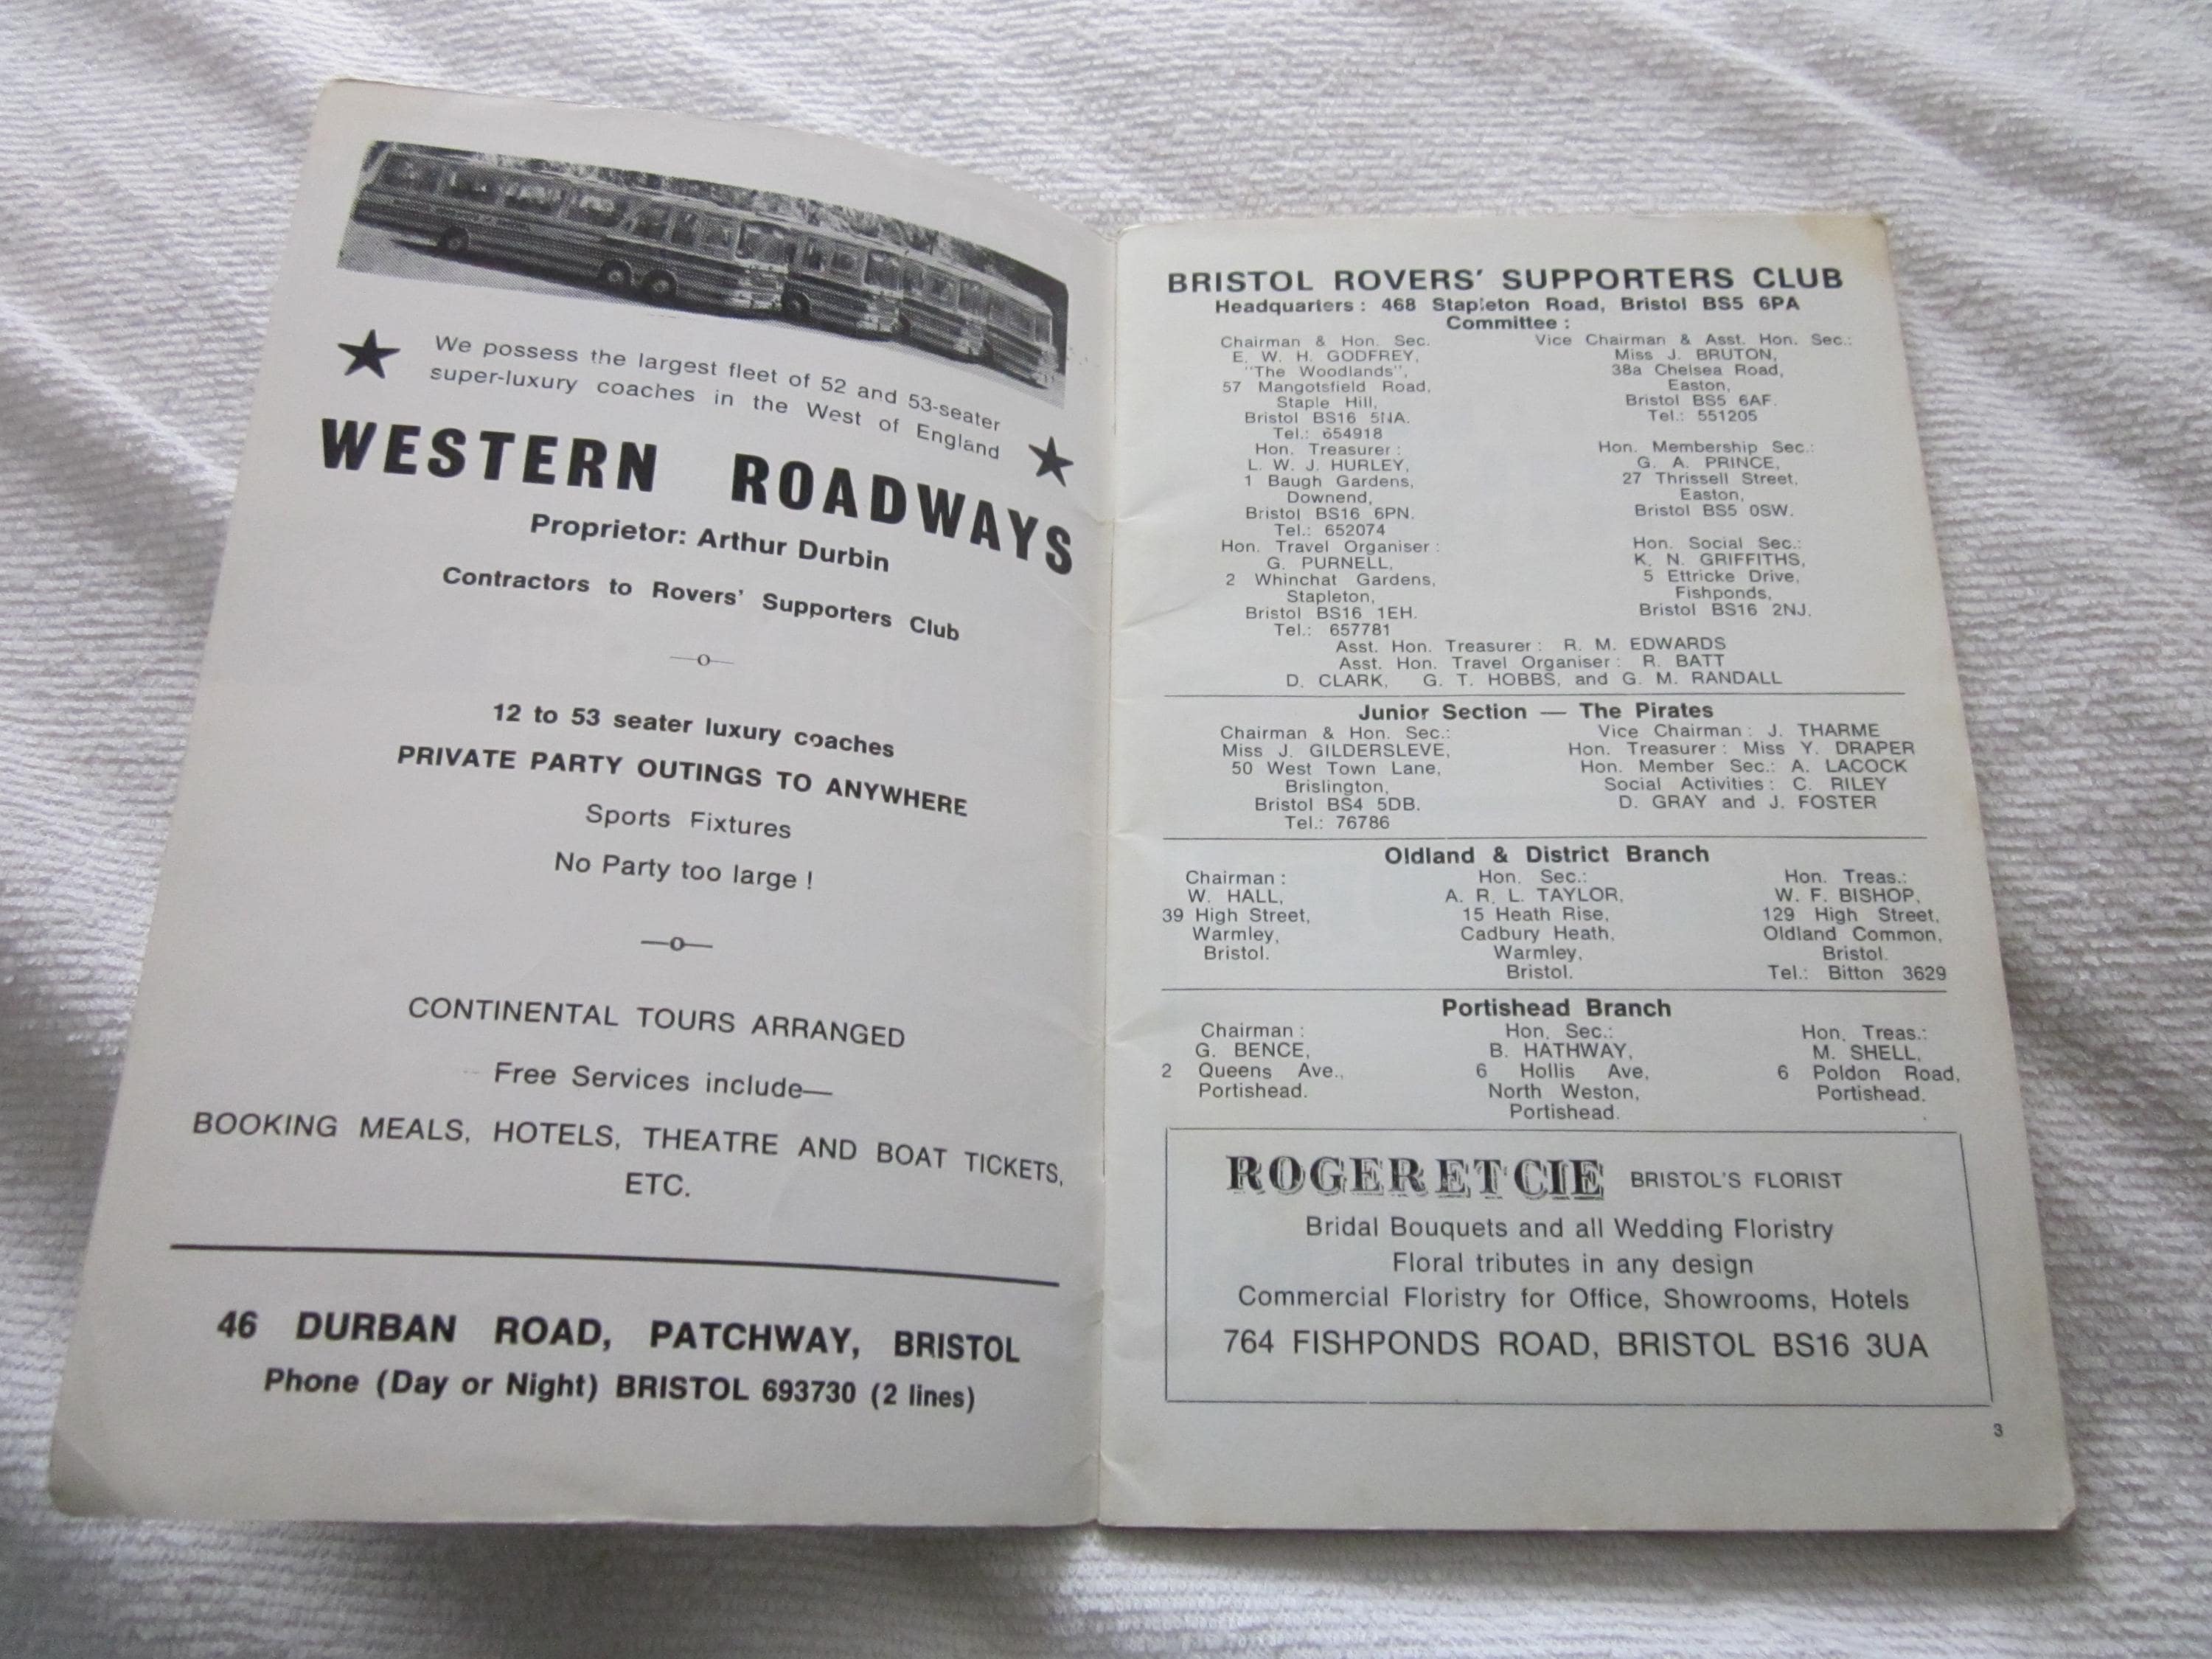 We possess the largest fleet of 52 and 53-seater
super-luxury coaches in the West of England
WESTERN ROADWAYS
Proprietor: Arthur Durbin
Contractors to Rovers' Supporters Club
—o—
12 to 53 seater luxury coaches
PRIVATE PARTY OUTINGS TO ANYWHERE
Sports Fixtures
No Party too large !
—o—
CONTINENTAL TOURS ARRANGED
Free Services include—
BOOKING MEALS, HOTELS, THEATRE AND BOAT TICKETS,
ETC.
46 DURBAN ROAD, PATCHWAY, BRISTOL
Phone (Day or Night) BRISTOL 693730 (2 lines)
BRISTOL ROVERS' SUPPORTERS CLUB
Headquarters : 468 Stapleton Road, Bristol BS5 6PA
Committee :
Chairman & Hon. Sec.
E. W. H. GODFREY,
"The Woodlands",
57 Mangotsfield Road,
Staple Hill,
Bristol BS16 5NA.
Tel.: 654918
Hon. Treasurer :
L. W. J. HURLEY,
1 Baugh Gardens,
Downend,
Bristol BS16 6PN.
Tel.: 652074
Hon. Travel Organiser :
G. PURNELL,
2 Whinchat Gardens,
Stapleton,
Bristol BS16 1EH.
Tel.: 657781
Vice Chairman & Asst. Hon. Sec.:
Miss J. BRUTON,
38a Chelsea Road,
Easton,
Bristol BS5 6AF.
Tel.: 551205
Hon. Membership Sec.:
G. A. PRINCE,
27 Thrissell Street,
Easton,
Bristol BS5 0SW.
Hon. Social Sec.:
K. N. GRIFFITHS,
5 Ettricke Drive,
Fishponds,
Bristol BS16 2NJ.
Asst. Hon. Treasurer : R. M. EDWARDS
Asst. Hon. Travel Organiser : R. BATT
D. CLARK, G. T. HOBBS, and G. M. RANDALL
Junior Section — The Pirates
Chairman & Hon. Sec.:
Miss J. GILDERSLEVE,
50 West Town Lane,
Brislington,
Bristol BS4 5DB.
Tel.: 76786
Vice Chairman : J. THARME
Hon. Treasurer : Miss Y. DRAPER
Hon. Member Sec.: A. LACOCK
Social Activities : C. RILEY
D. GRAY and J. FOSTER
Oldland & District Branch
Chairman :
W. HALL,
39 High Street,
Warmley,
Bristol.
Hon. Sec.:
A. R. L. TAYLOR,
15 Heath Rise,
Cadbury Heath,
Warmley,
Bristol.
Hon. Treas.:
W. F. BISHOP,
129 High Street,
Oldland Common,
Bristol.
Tel.: Bitton 3629
Portishead Branch
Chairman :
G. BENCE,
2 Queens Ave.,
Portishead.
Hon. Sec.:
B. HATHWAY,
6 Hollis Ave,
North Weston,
Portishead.
Hon. Treas.:
M. SHELL,
6 Poldon Road,
Portishead.
ROGER ET CIE BRISTOL'S FLORIST
Bridal Bouquets and all Wedding Floristry
Floral tributes in any design
Commercial Floristry for Office, Showrooms, Hotels
764 FISHPONDS ROAD, BRISTOL BS16 3UA
3